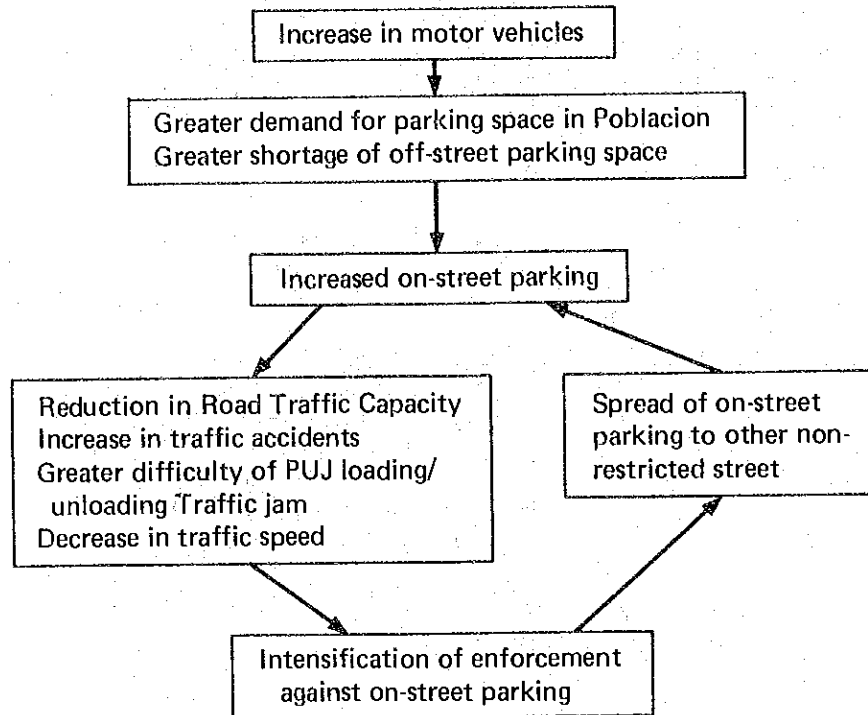 Increase in motor vehicles
Greater demand for parking space in Poblacion
Greater shortage of off-street parking space
Increased on-street parking
Reduction in Road Traffic Capacity
Increase in traffic accidents
Greater difficulty of PUJ loading/
unloading Traffic jam
Decrease in traffic speed
Spread of on-street
parking to other non-
restricted street
Intensification of enforcement
against on-street parking